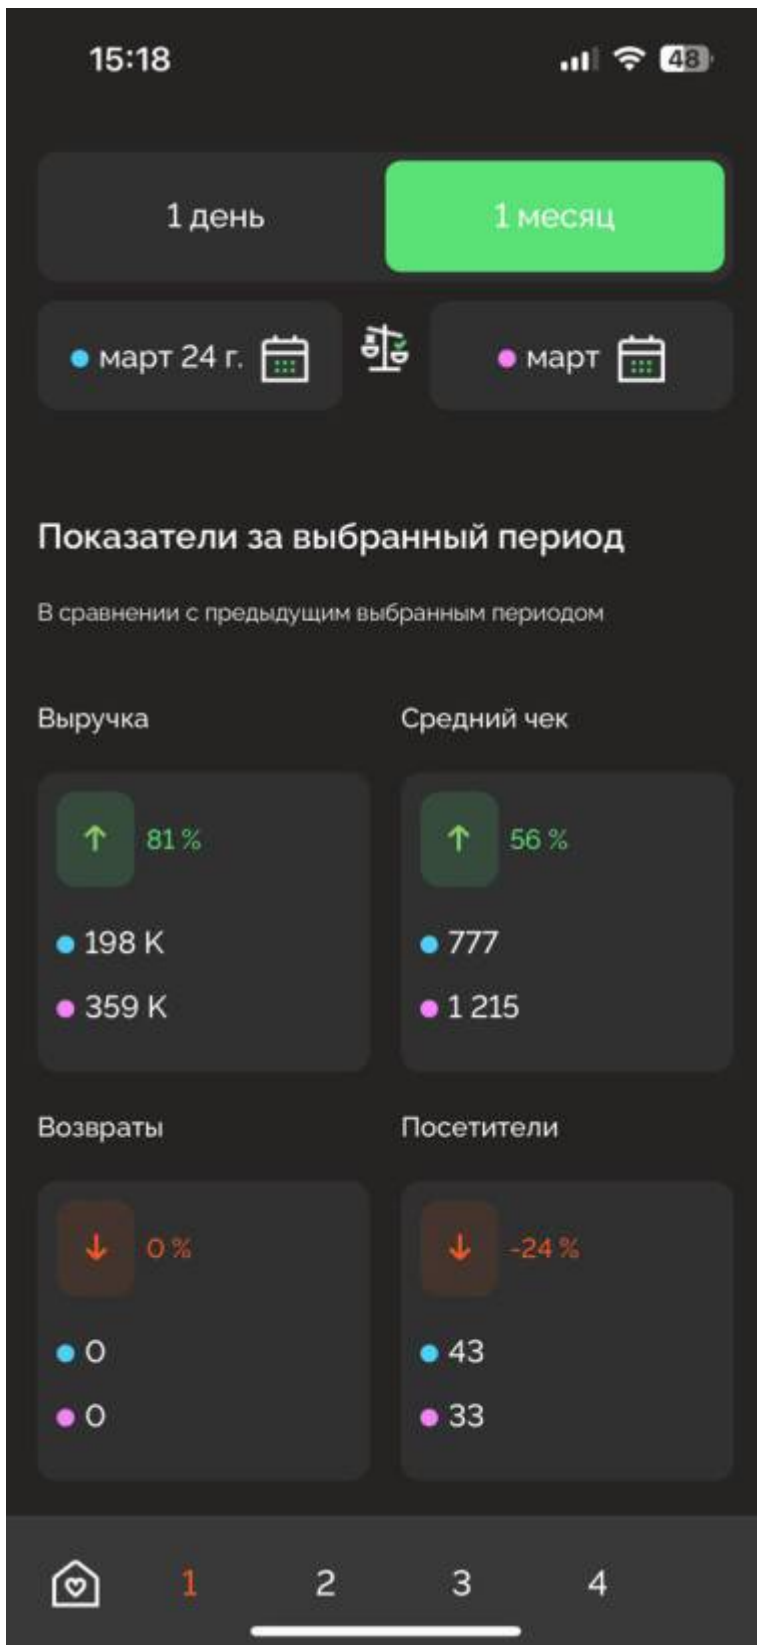 15:18
48
1 день
1 месяц
март 24 г.
март
Показатели за выбранный период
В сравнении с предыдущим выбранным периодом
Выручка
Средний чек
81 %
56 %
198 K
777
359 K
1 215
Возвраты
Посетители
0 %
-24 %
0
43
0
33
1
2
3
4